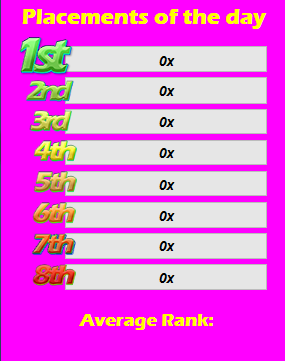 Placements of the day
1st 0x
2nd 0x
3rd 0x
4th 0x
5th 0x
6th 0x
7th 0x
8th 0x
Average Rank: